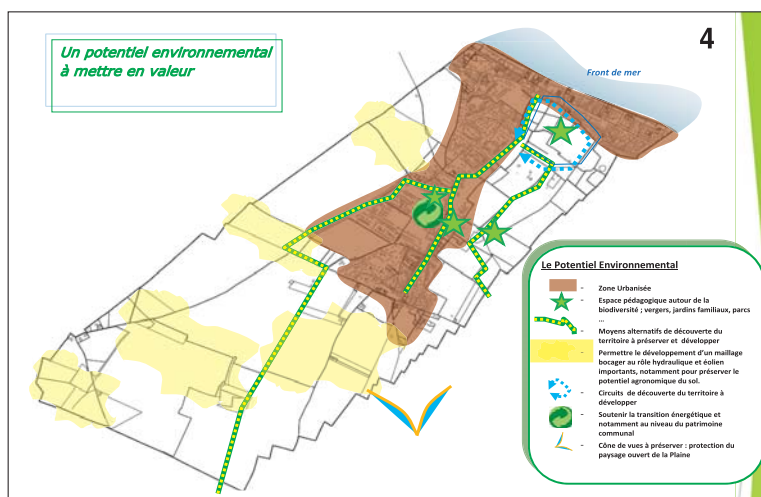 Un potentiel environnemental
à mettre en valeur
4
Front de mer
Le Potentiel Environnemental
- Zone Urbanisée
- Espace pédagogique autour de la
biodiversité ; vergers, jardins familiaux, parcs
...
- Moyens alternatifs de découverte du
territoire à préserver et développer
- Permettre le développement d'un maillage
bocager au rôle hydraulique et éolien
importants, notamment pour préserver le
potentiel agronomique du sol.
- Circuits de découverte du territoire à
développer
- Soutenir la transition énergétique et
notamment au niveau du patrimoine
communal
- Cône de vues à préserver : protection du
paysage ouvert de la Plaine